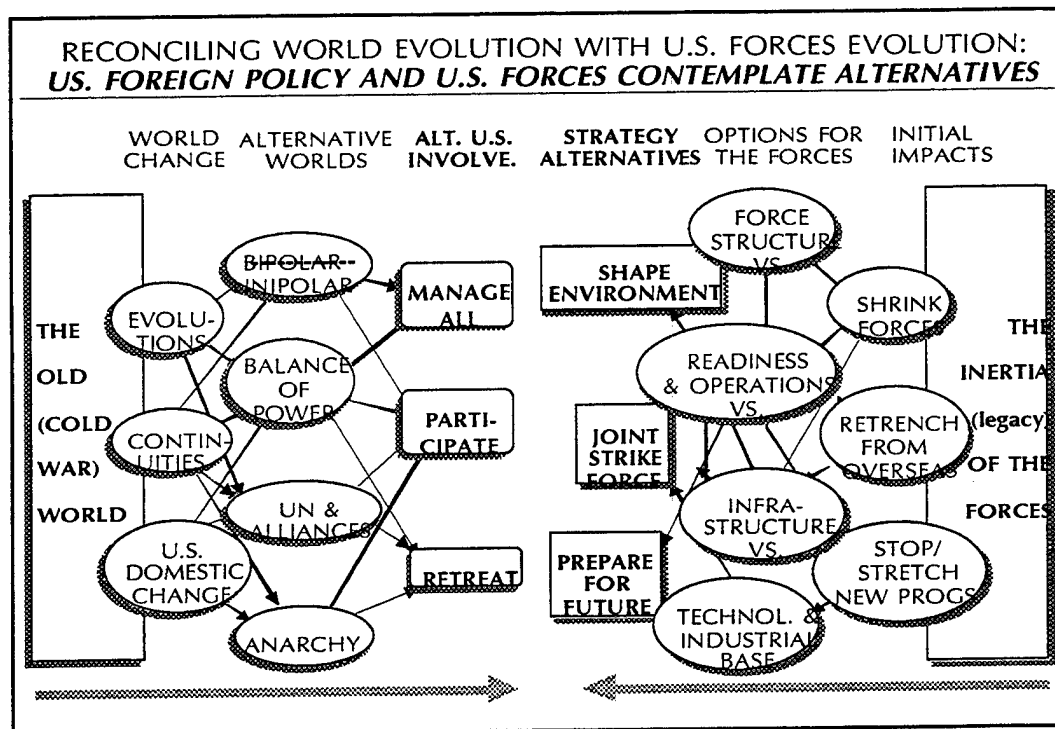 RECONCILING WORLD EVOLUTION WITH U.S. FORCES EVOLUTION:
US. FOREIGN POLICY AND U.S. FORCES CONTEMPLATE ALTERNATIVES
WORLD
CHANGE
ALTERNATIVE
WORLDS
ALT. U.S.
INVOLVE.
STRATEGY
ALTERNATIVES
OPTIONS FOR
THE FORCES
INITIAL
IMPACTS
THE
OLD
(COLD
WAR)
WORLD
EVOLU-
TIONS
CONTIN-
UITIES
U.S.
DOMESTIC
CHANGE
BIPOLAR
UNIPOLAR
BALANCE
OF
POWER
UN &
ALLIANCES
ANARCHY
MANAGE
ALL
PARTI-
CIPATE
RETREAT
SHAPE
ENVIRONMENT
JOINT
STRIKE
FORCE
PREPARE
FOR
FUTURE
FORCE
STRUCTURE
VS.
READINESS
& OPERATIONS
VS.
INFRA-
STRUCTURE
VS.
TECHNOL. &
INDUSTRIAL
BASE
SHRINK
FORCES
RETRENCH
FROM
OVERSEAS
STOP/
STRETCH
NEW PROGS
THE
INERTIA
(legacy)
OF THE
FORCES